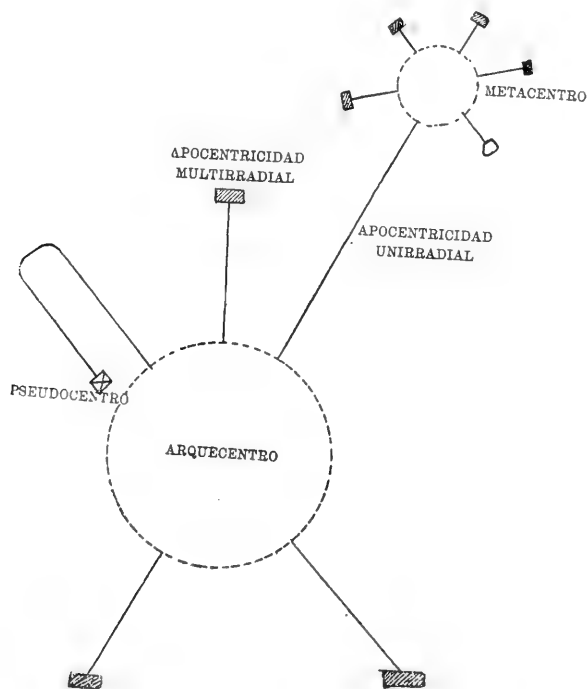 METACENTRO
APOCENTRICIDAD
MULTIRRADIAL
APOCENTRICIDAD
UNIRRADIAL
PSEUDOCENTRO
ARQUECENTRO